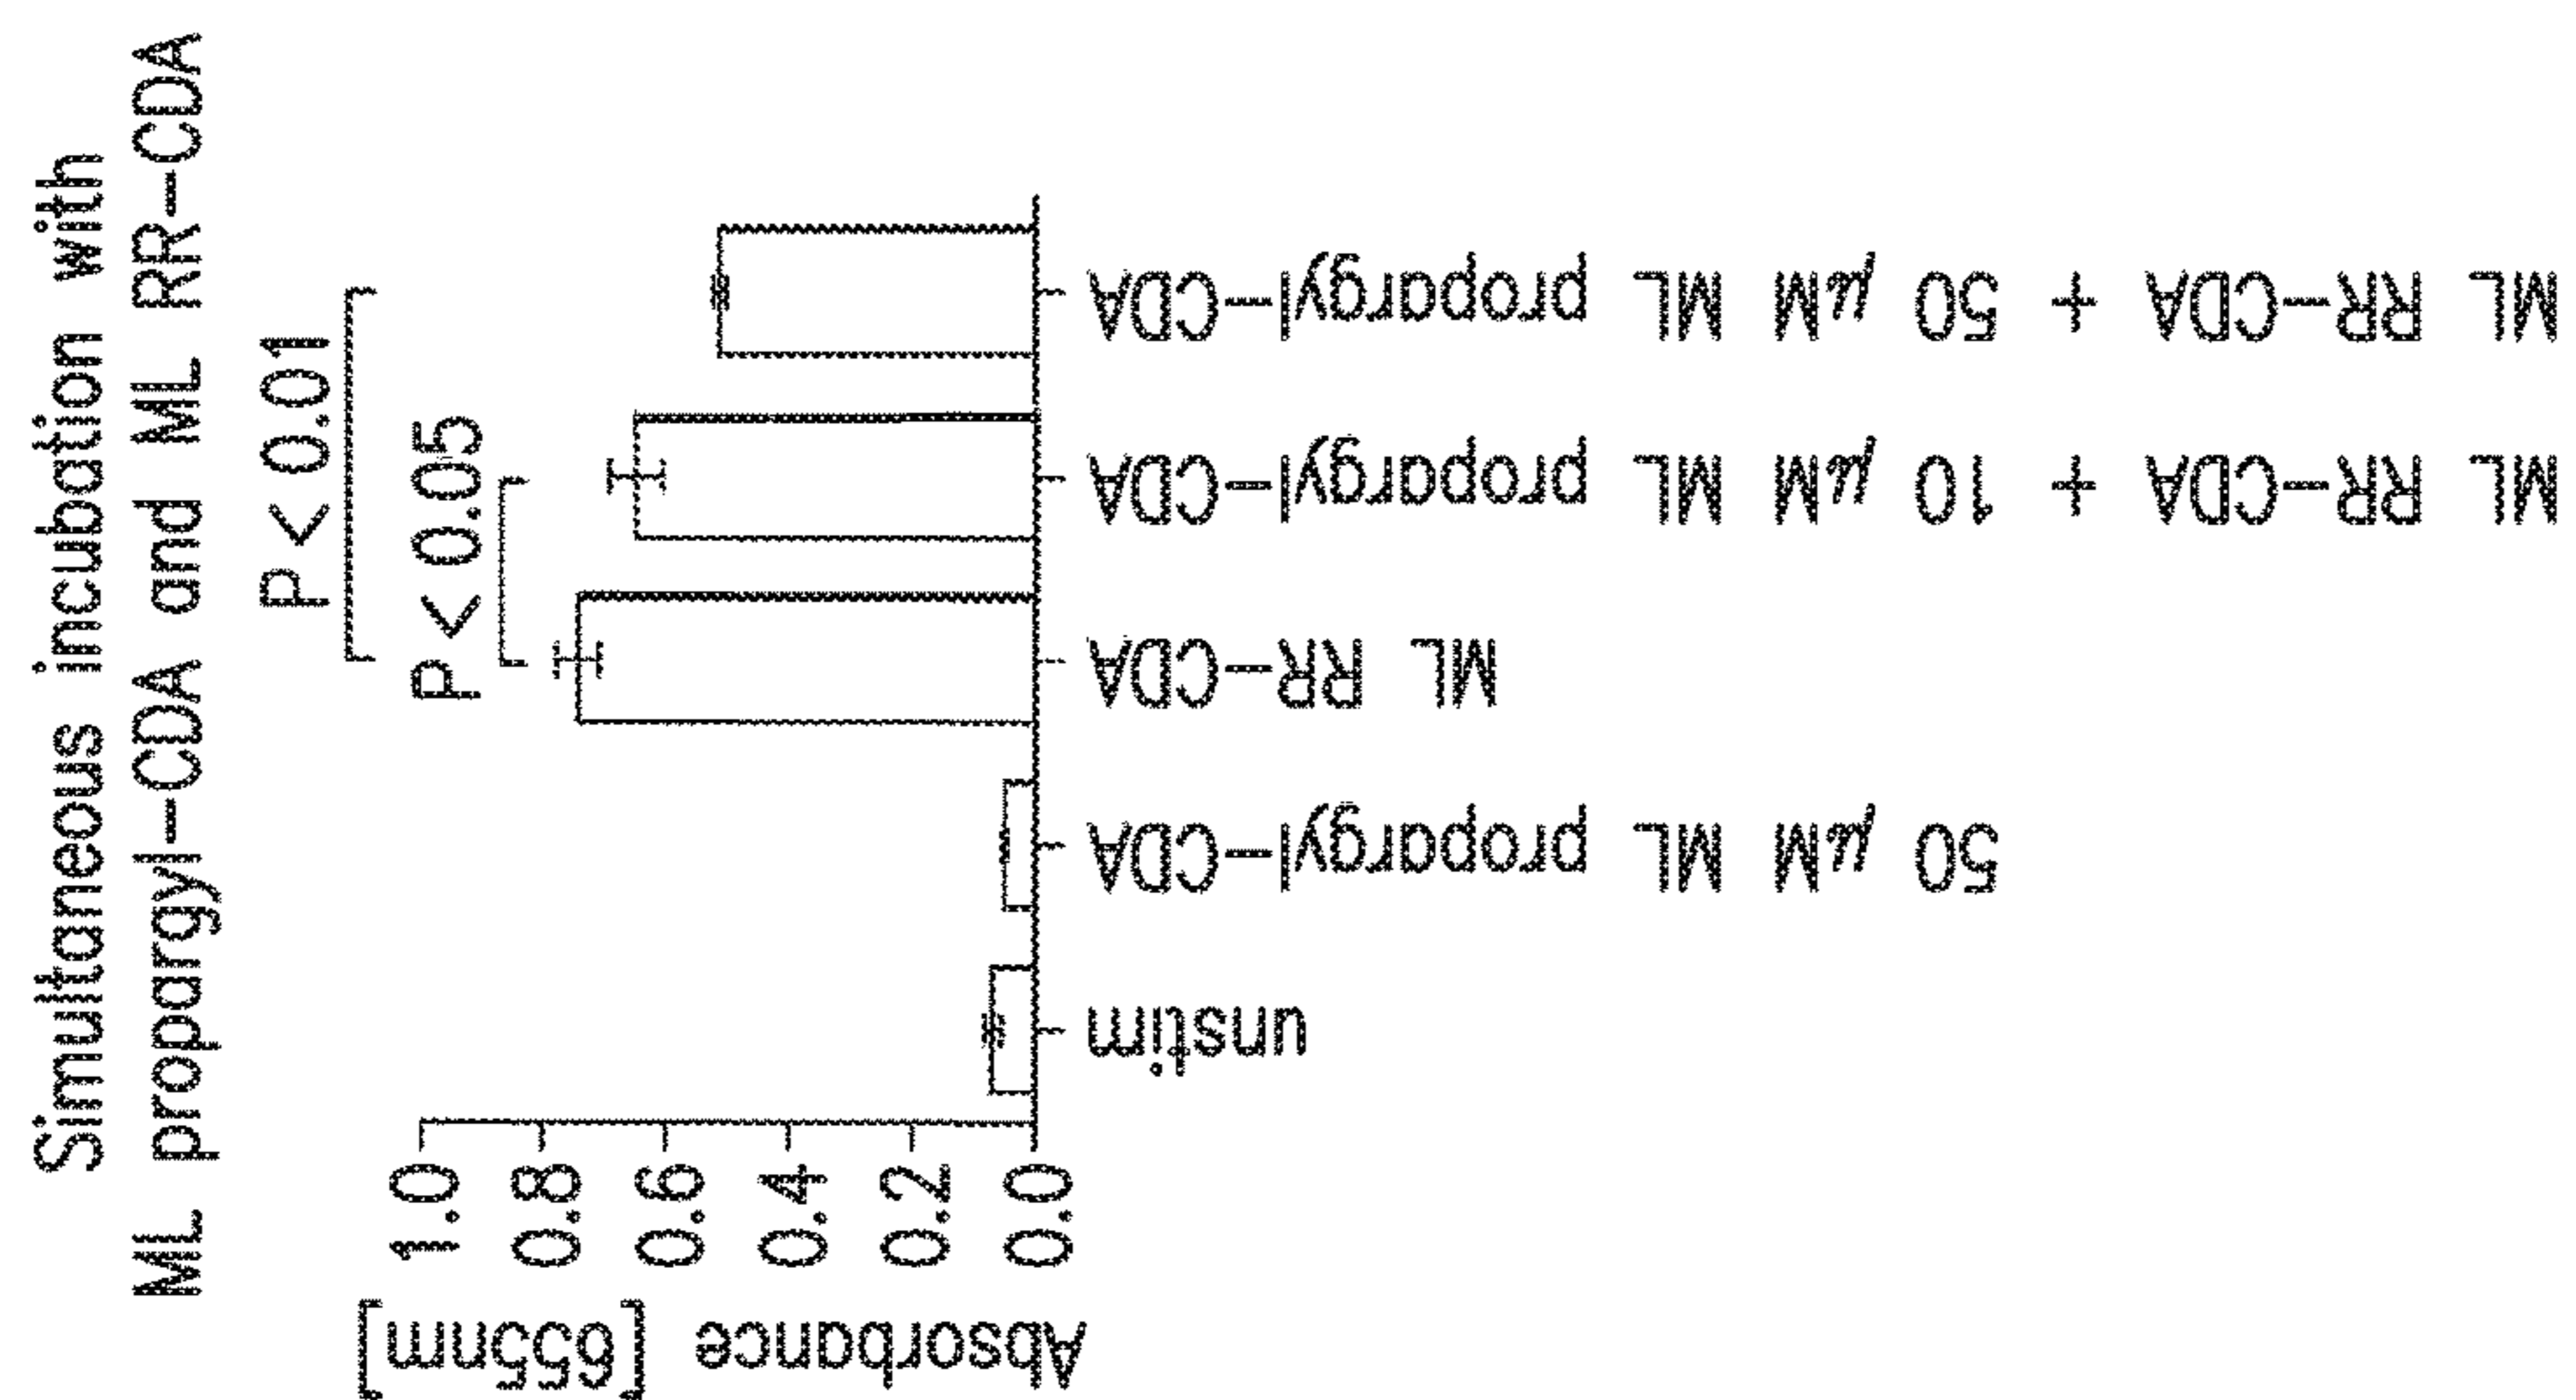 Simultaneous incubation with
ML propargyl-CDA and ML RR-CDA
P < 0.01
P < 0.05
1.0
0.8
0.6
0.4
0.2
0.0
Absorbance [655nm]
unstim
50 μM ML propargyl-CDA
ML RR-CDA
ML RR-CDA + 10 μM ML propargyl-CDA
ML RR-CDA + 50 μM ML propargyl-CDA